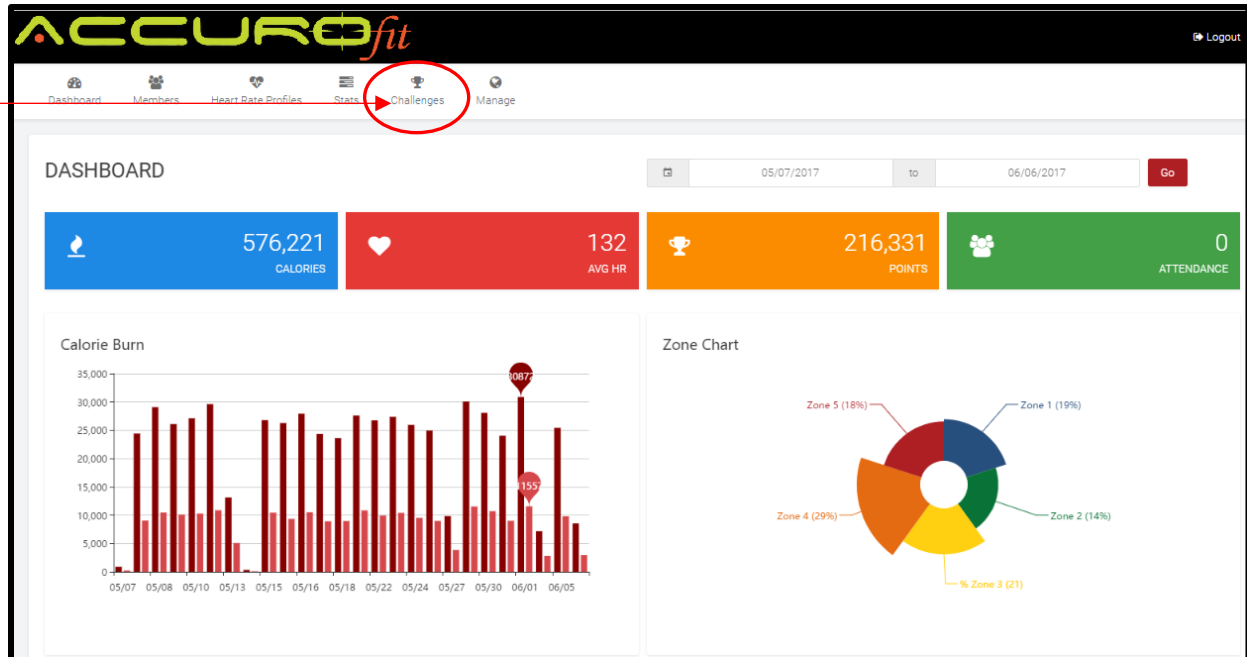 ACCUROfit
Logout
Dashboard Members Heart Rate Profiles Stats Challenges Manage
DASHBOARD
05/07/2017 to 06/06/2017 Go
576,221
CALORIES
132
AVG HR
216,331
POINTS
0
ATTENDANCE
Calorie Burn
35,000
30,000
25,000
20,000
15,000
10,000
5,000
0
30872
11557
05/07 05/08 05/10 05/13 05/15 05/16 05/18 05/22 05/24 05/27 05/30 06/01 06/05
Zone Chart
Zone 5 (18%)
Zone 1 (19%)
Zone 4 (29%)
Zone 2 (14%)
% Zone 3 (21)